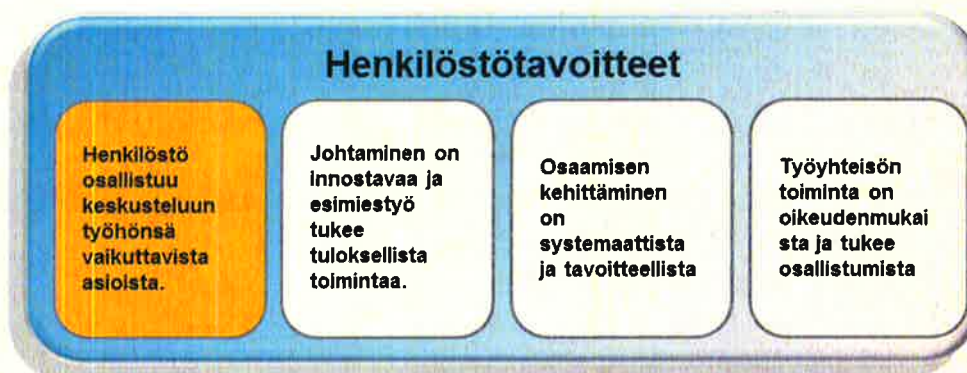 Henkilöstötavoitteet
Henkilöstö
osallistuu
keskusteluun
työhönsä
vaikuttavista
asioista.
Johtaminen on
innostavaa ja
esimiestyö
tukee
tuloksellista
toimintaa.
Osaamisen
kehittäminen
on
systemaattista
ja tavoitteellista
Työyhteisön
toiminta on
oikeudenmukai
sta ja tukee
osallistumista